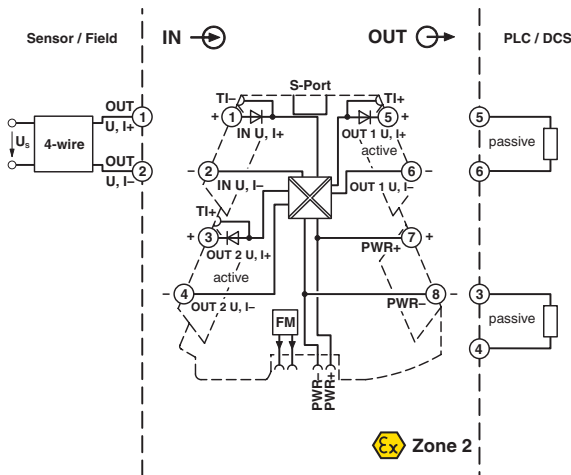 Sensor / Field
IN
OUT
PLC / DCS
S-Port
TI–
TI+
OUT
U, I+
1
+
1
5
+
5
IN U, I+
OUT 1 U, I+
active
Us
4-wire
passive
OUT
U, I–
2
–
2
IN U, I–
6
–
OUT 1 U, I–
6
TI+
+
3
OUT 2 U, I+
active
7
+
PWR+
–
4
OUT 2 U, I–
8
–
PWR–
3
passive
4
FM
PWR–
PWR+
Ex
Zone 2